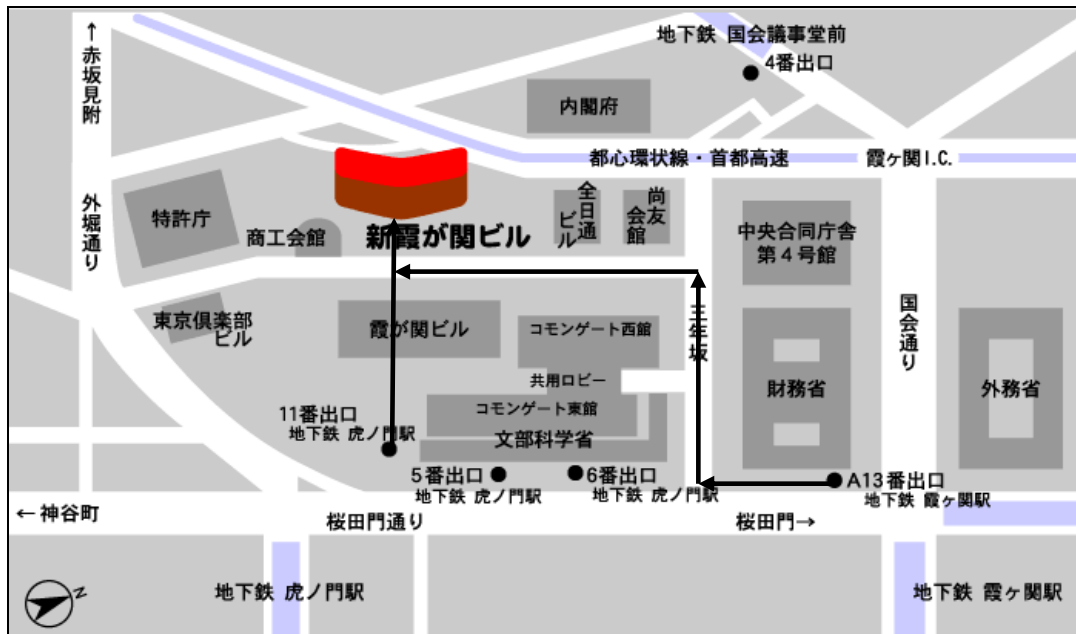 地下鉄 国会議事堂前
4番出口
↑赤坂見附
内閣府
都心環状線・首都高速
霞ヶ関I.C.
外堀通り
特許庁
商工会館
新霞が関ビル
全日通
ビル
尚友
会館
中央合同庁舎
第4号館
東京倶楽部
ビル
霞が関ビル
コモンゲート西館
三年坂
国会通り
共用ロビー
財務省
外務省
コモンゲート東館
11番出口
地下鉄 虎ノ門駅
文部科学省
5番出口
地下鉄 虎ノ門駅
6番出口
地下鉄 虎ノ門駅
A13番出口
地下鉄 霞ヶ関駅
←神谷町
桜田門通り
桜田門→
地下鉄 虎ノ門駅
地下鉄 霞ヶ関駅
N